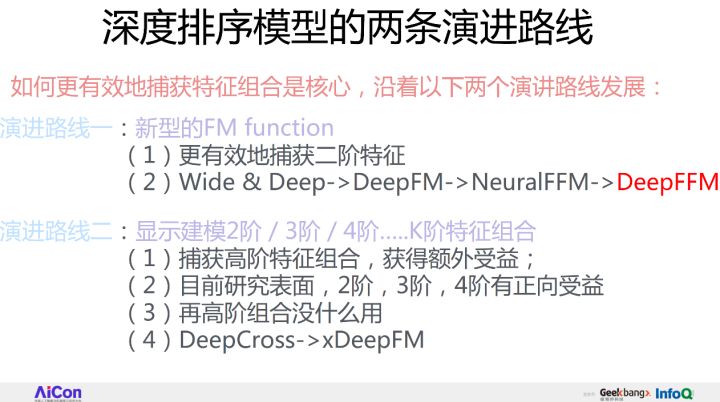 深度排序模型的两条演进路线
如何更有效地捕获特征组合是核心，沿着以下两个演讲路线发展：
演进路线一：新型的FM function
（1）更有效地捕获二阶特征
（2）Wide & Deep->DeepFM->NeuralFFM->DeepFFM
演进路线二：显示建模2阶／3阶／4阶…..K阶特征组合
（1）捕获高阶特征组合，获得额外受益；
（2）目前研究表面，2阶，3阶，4阶有正向受益
（3）再高阶组合没什么用
（4）DeepCross->xDeepFM
AiCon
Geekbang>. InfoQ